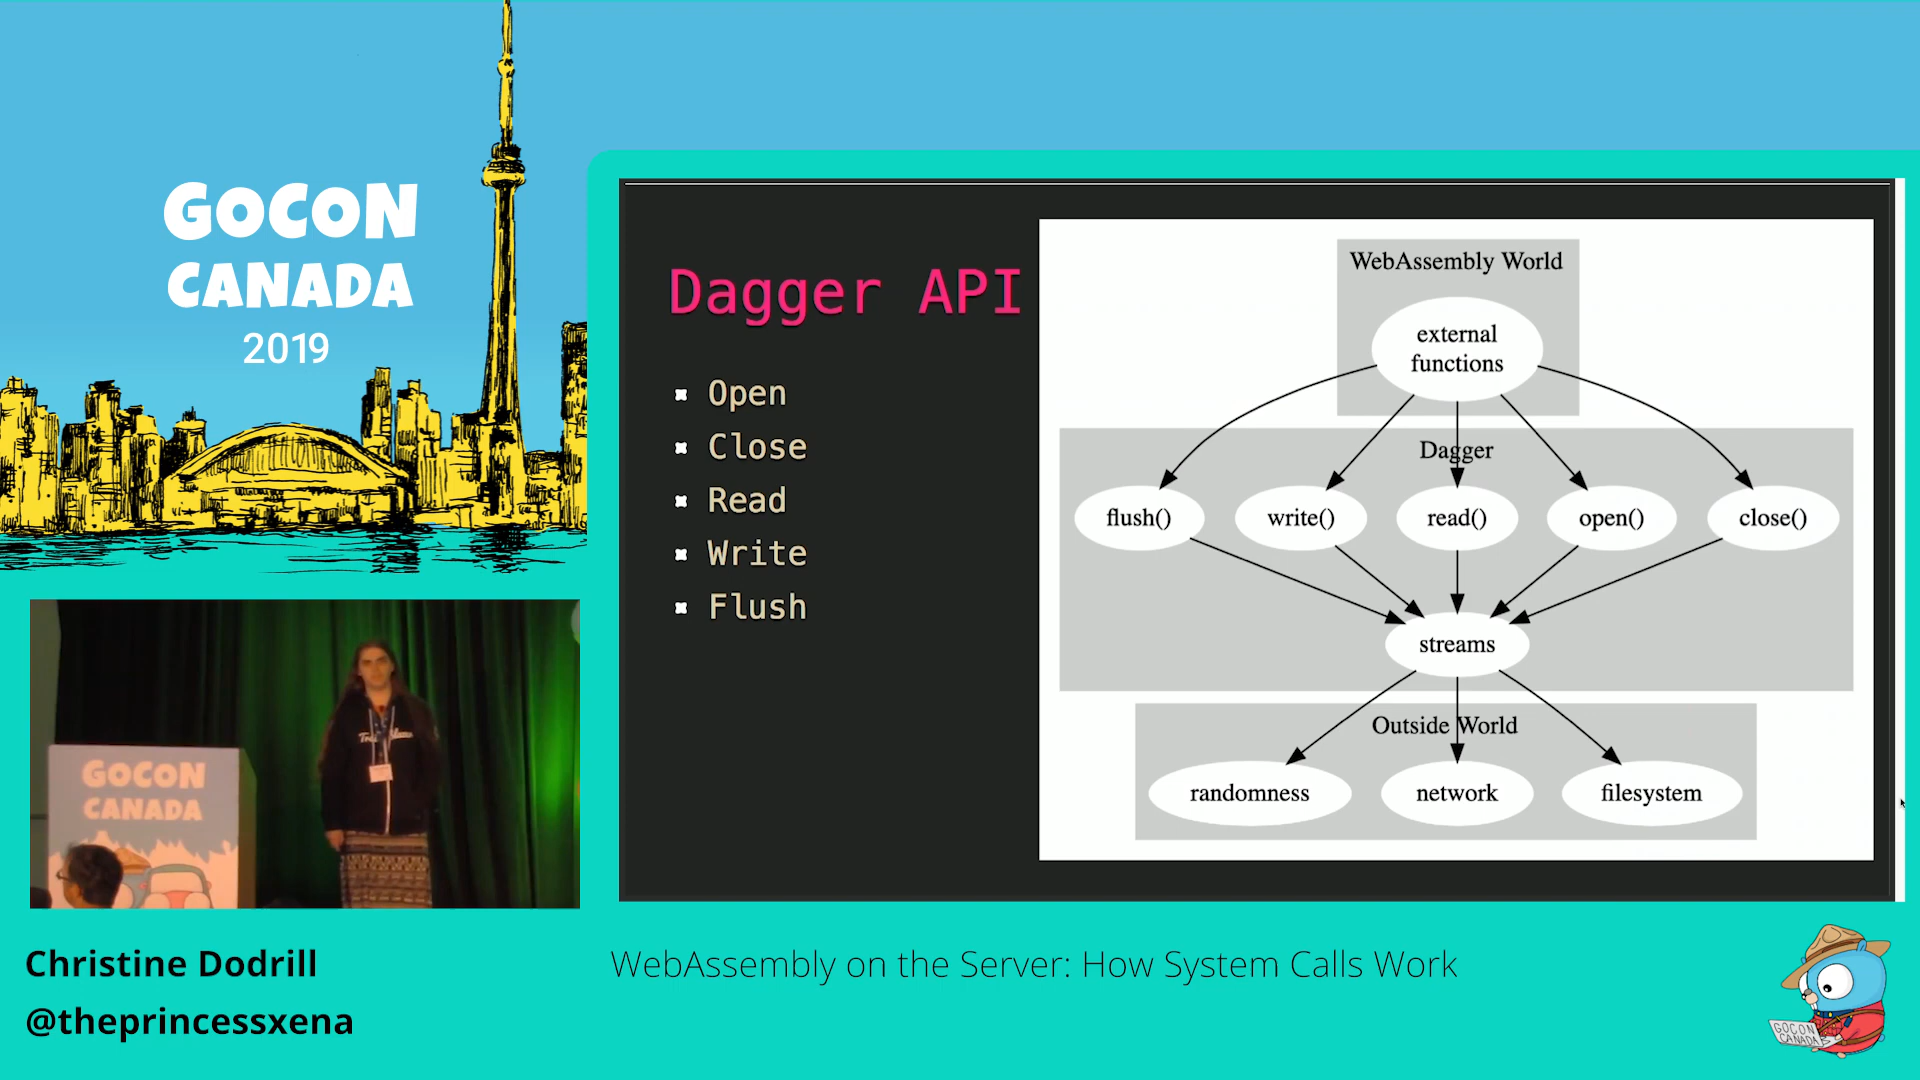 GOCON
CANADA
2019
Dagger API
Open
Close
Read
Write
Flush
WebAssembly World
external
functions
Dagger
flush()
write()
read()
open()
close()
streams
Outside World
randomness
network
filesystem
GOCON
CANADA
Christine Dodrill
@theprincessxena
WebAssembly on the Server: How System Calls Work
GOCON
CANADA